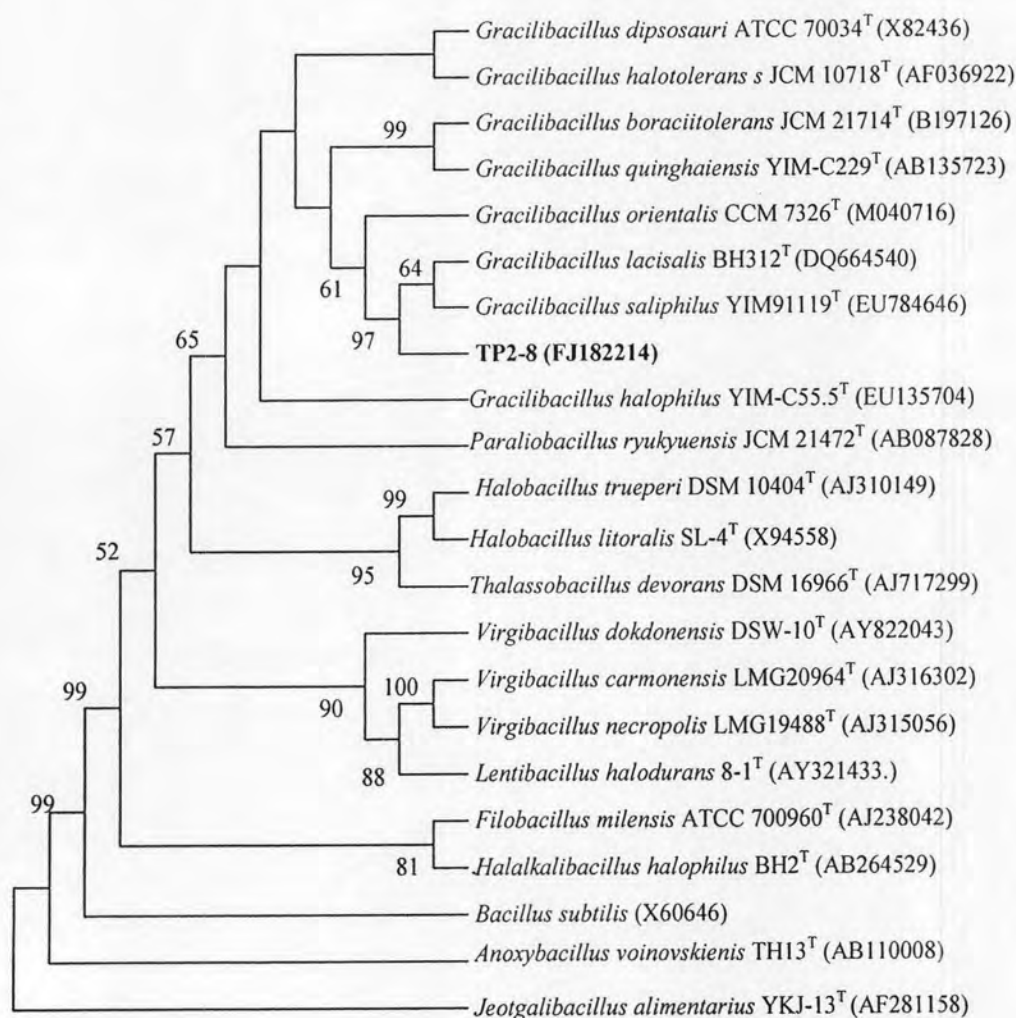 Gracilibacillus dipsosauri ATCC 70034T (X82436)
Gracilibacillus halotolerans s JCM 10718T (AF036922)
99
Gracilibacillus boraciitolerans JCM 21714T (B197126)
Gracilibacillus quinghaiensis YIM-C229T (AB135723)
Gracilibacillus orientalis CCM 7326T (M040716)
64
Gracilibacillus lacisalis BH312T (DQ664540)
61
Gracilibacillus saliphilus YIM91119T (EU784646)
97
TP2-8 (FJ182214)
65
Gracilibacillus halophilus YIM-C55.5T (EU135704)
57
Paraliobacillus ryukyuensis JCM 21472T (AB087828)
99
Halobacillus trueperi DSM 10404T (AJ310149)
52
Halobacillus litoralis SL-4T (X94558)
95
Thalassobacillus devorans DSM 16966T (AJ717299)
Virgibacillus dokdonensis DSW-10T (AY822043)
99
90
100
Virgibacillus carmonensis LMG20964T (AJ316302)
Virgibacillus necropolis LMG19488T (AJ315056)
88
Lentibacillus halodurans 8-1T (AY321433.)
99
Filobacillus milensis ATCC 700960T (AJ238042)
81
Halalkalibacillus halophilus BH2T (AB264529)
Bacillus subtilis (X60646)
Anoxybacillus voinovskienis TH13T (AB110008)
Jeotgalibacillus alimentarius YKJ-13T (AF281158)